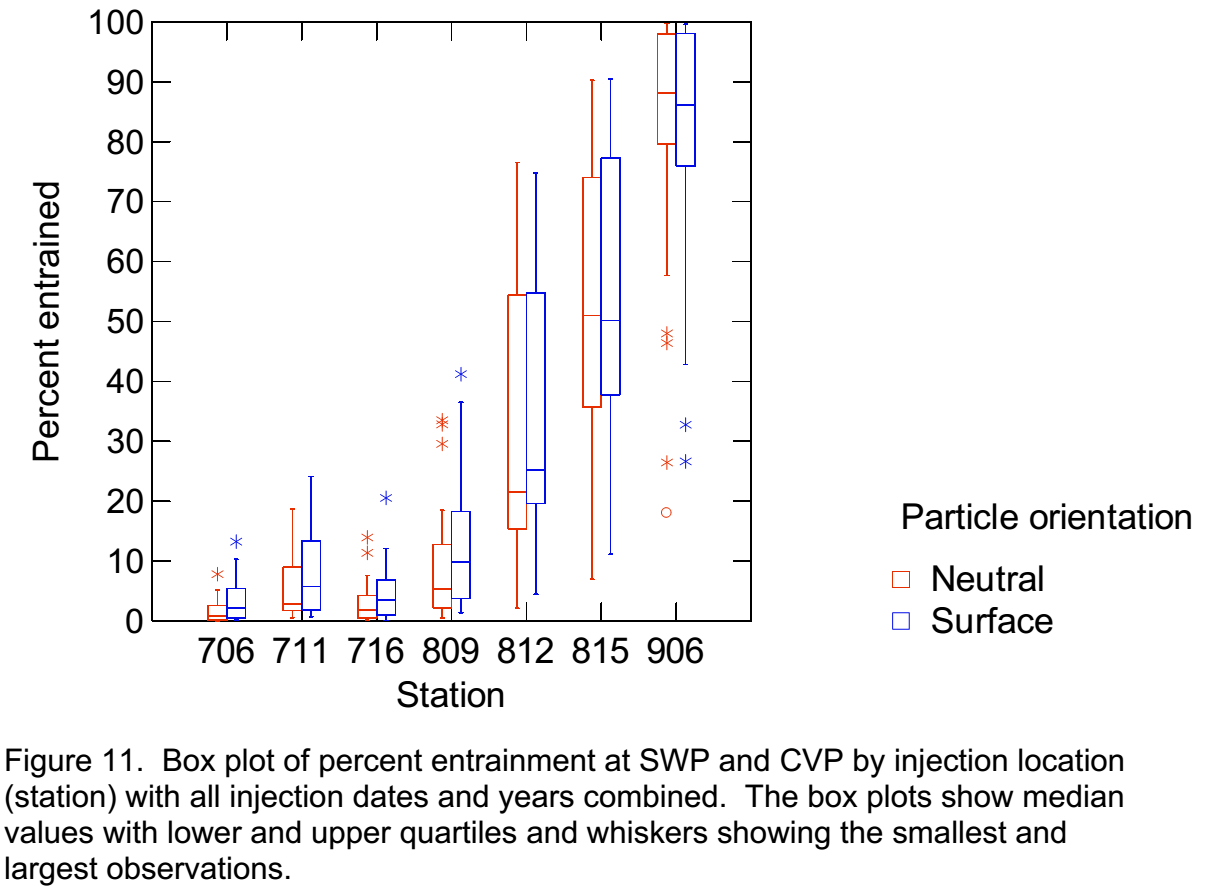 100
90
80
70
60
50
40
30
20
10
0
Percent entrained
706 711 716 809 812 815 906
Station
Particle orientation
Neutral
Surface
Figure 11.  Box plot of percent entrainment at SWP and CVP by injection location
(station) with all injection dates and years combined.  The box plots show median
values with lower and upper quartiles and whiskers showing the smallest and
largest observations.